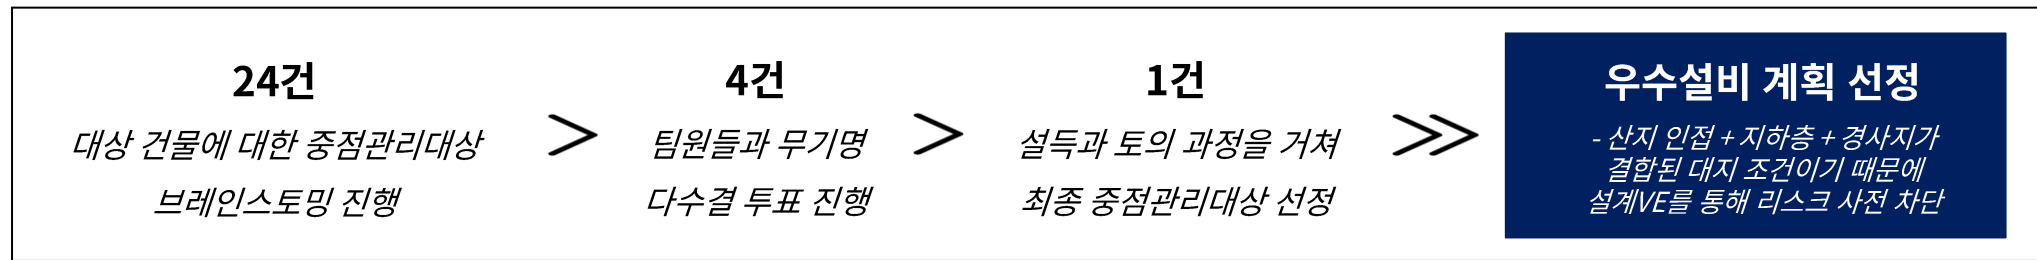 24건
대상 건물에 대한 중점관리대상
브레인스토밍 진행
>
4건
팀원들과 무기명
다수결 투표 진행
>
1건
설득과 토의 과정을 거쳐
최종 중점관리대상 선정
>>
우수설비 계획 선정
- 산지 인접 + 지하층 + 경사지가
결합된 대지 조건이기 때문에
설계VE를 통해 리스크 사전 차단